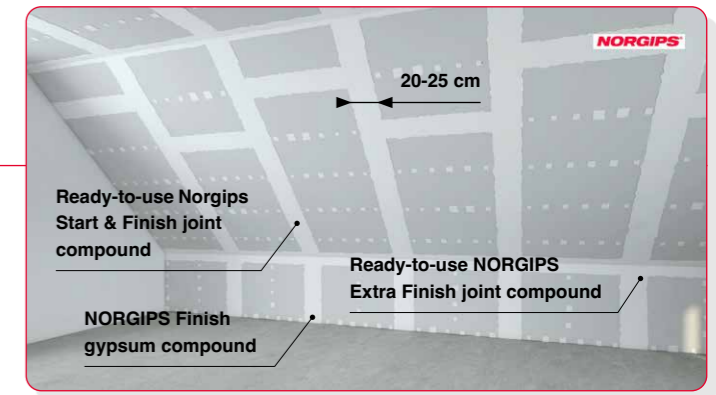 NORGIPS
20-25 cm
Ready-to-use Norgips
Start & Finish joint
compound
Ready-to-use NORGIPS
Extra Finish joint compound
NORGIPS Finish
gypsum compound